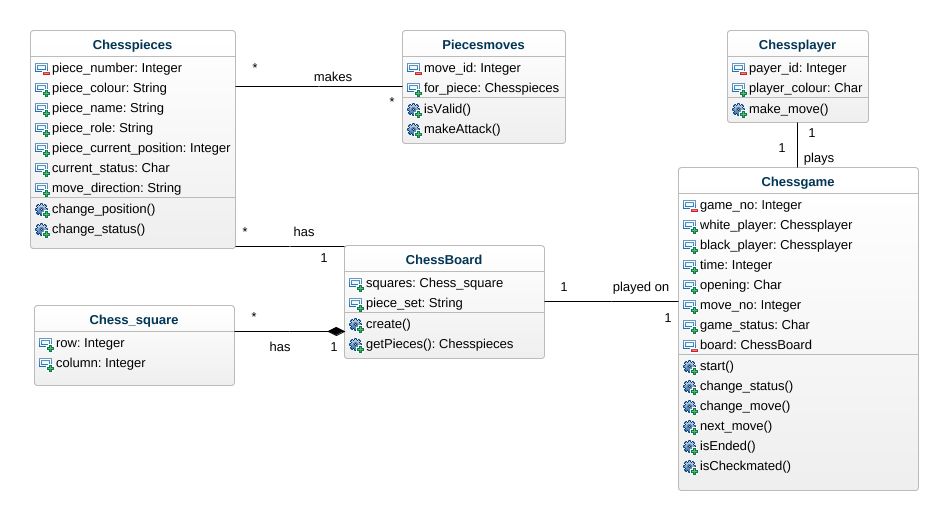 Chesspieces
piece_number: Integer
piece_colour: String
piece_name: String
piece_role: String
piece_current_position: Integer
current_status: Char
move_direction: String
change_position()
change_status()
*
makes
*
Piecesmoves
move_id: Integer
for_piece: Chesspieces
isValid()
makeAttack()
Chessplayer
payer_id: Integer
player_colour: Char
make_move()
1
1
plays
*
has
1
ChessBoard
squares: Chess_square
piece_set: String
create()
getPieces(): Chesspieces
Chess_square
row: Integer
column: Integer
*
has
1
1
played on
1
Chessgame
game_no: Integer
white_player: Chessplayer
black_player: Chessplayer
time: Integer
opening: Char
move_no: Integer
game_status: Char
board: ChessBoard
start()
change_status()
change_move()
next_move()
isEnded()
isCheckmated()